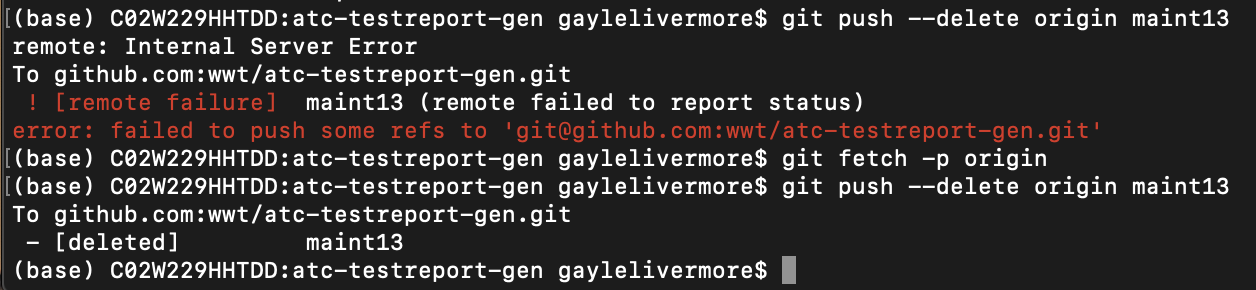 [(base) C02W229HHTDD:atc-testreport-gen gaylelivermore$ git push --delete origin maint13
remote: Internal Server Error
To github.com:wwt/atc-testreport-gen.git
 ! [remote failure]  maint13 (remote failed to report status)
error: failed to push some refs to 'git@github.com:wwt/atc-testreport-gen.git'
[(base) C02W229HHTDD:atc-testreport-gen gaylelivermore$ git fetch -p origin
[(base) C02W229HHTDD:atc-testreport-gen gaylelivermore$ git push --delete origin maint13
To github.com:wwt/atc-testreport-gen.git
 - [deleted]         maint13
(base) C02W229HHTDD:atc-testreport-gen gaylelivermore$